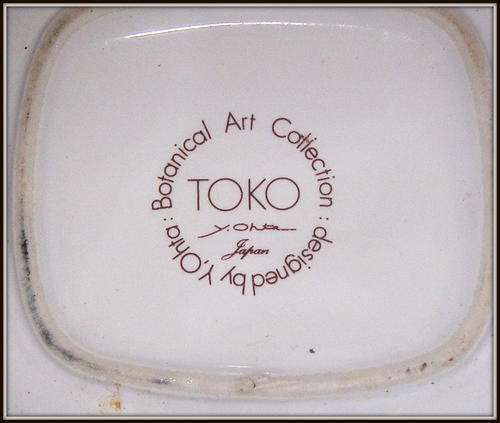 Botanical Art Collection : designed by Y,Ohta :
TOKO
Y. Ohta
Japan